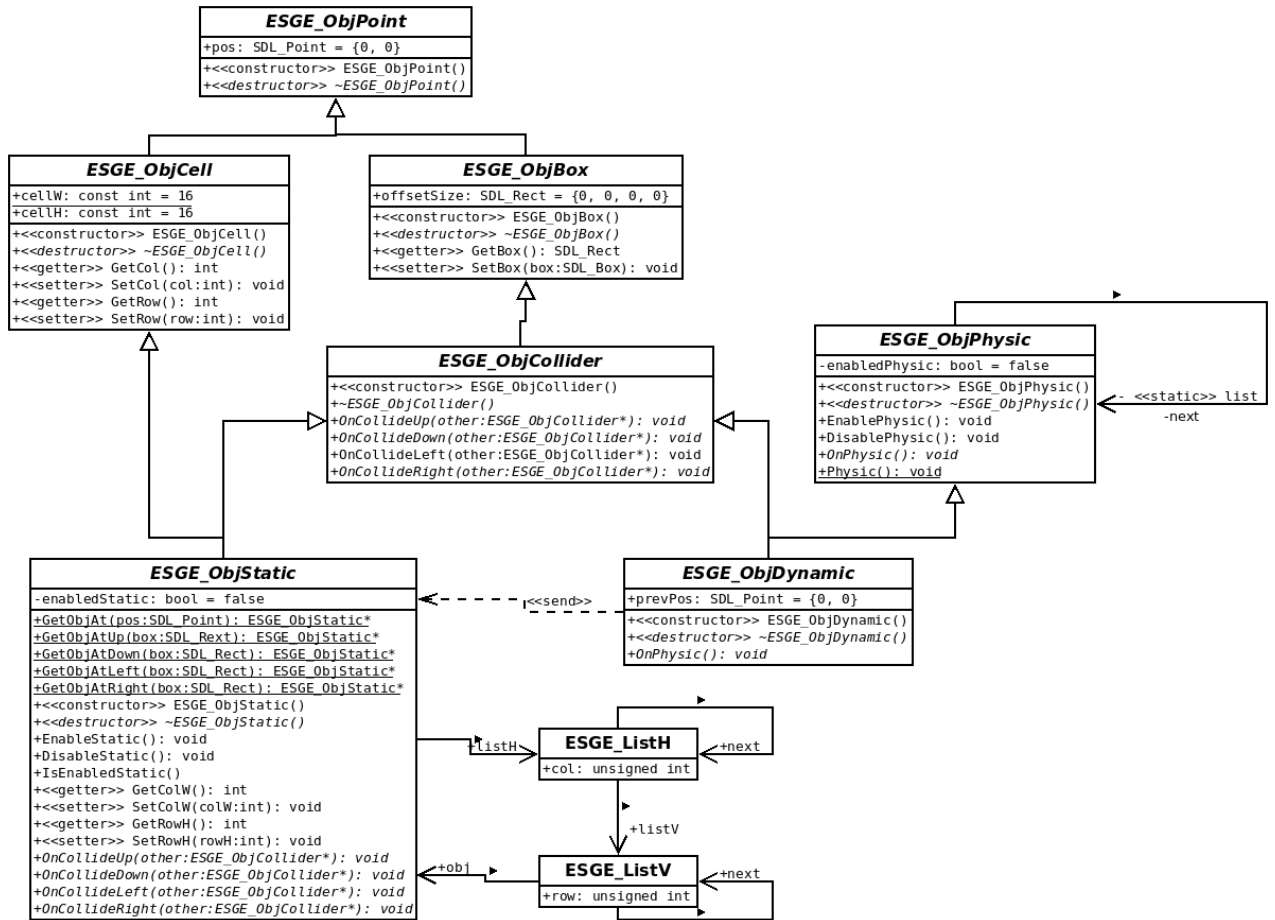 ESGE_ObjPoint
+pos: SDL_Point = {0, 0}
+<<constructor>> ESGE_ObjPoint()
+<<destructor>> ~ESGE_ObjPoint()
ESGE_ObjCell
+cellW: const int = 16
+cellH: const int = 16
+<<constructor>> ESGE_ObjCell()
+<<destructor>> ~ESGE_ObjCell()
+<<getter>> GetCol(): int
+<<setter>> SetCol(col:int): void
+<<getter>> GetRow(): int
+<<setter>> SetRow(row:int): void
ESGE_ObjBox
+offsetSize: SDL_Rect = {0, 0, 0, 0}
+<<constructor>> ESGE_ObjBox()
+<<destructor>> ~ESGE_ObjBox()
+<<getter>> GetBox(): SDL_Rect
+<<setter>> SetBox(box:SDL_Box): void
ESGE_ObjCollider
+<<constructor>> ESGE_ObjCollider()
+~ESGE_ObjCollider()
+OnCollideUp(other:ESGE_ObjCollider*): void
+OnCollideDown(other:ESGE_ObjCollider*): void
+OnCollideLeft(other:ESGE_ObjCollider*): void
+OnCollideRight(other:ESGE_ObjCollider*): void
ESGE_ObjPhysic
-enabledPhysic: bool = false
+<<constructor>> ESGE_ObjPhysic()
+<<destructor>> ~ESGE_ObjPhysic()
+EnablePhysic(): void
+DisablePhysic(): void
+OnPhysic(): void
+Physic(): void
- <<static>> list
-next
ESGE_ObjStatic
-enabledStatic: bool = false
+GetObjAt(pos:SDL_Point): ESGE_ObjStatic*
+GetObjAtUp(box:SDL_Rext): ESGE_ObjStatic*
+GetObjAtDown(box:SDL_Rect): ESGE_ObjStatic*
+GetObjAtLeft(box:SDL_Rect): ESGE_ObjStatic*
+GetObjAtRight(box:SDL_Rect): ESGE_ObjStatic*
+<<constructor>> ESGE_ObjStatic()
+<<destructor>> ~ESGE_ObjStatic()
+EnableStatic(): void
+DisableStatic(): void
+IsEnabledStatic()
+<<getter>> GetColW(): int
+<<setter>> SetColW(colW:int): void
+<<getter>> GetRowH(): int
+<<setter>> SetRowH(rowH:int): void
+OnCollideUp(other:ESGE_ObjCollider*): void
+OnCollideDown(other:ESGE_ObjCollider*): void
+OnCollideLeft(other:ESGE_ObjCollider*): void
+OnCollideRight(other:ESGE_ObjCollider*): void
<<send>>
ESGE_ObjDynamic
+prevPos: SDL_Point = {0, 0}
+<<constructor>> ESGE_ObjDynamic()
+<<destructor>> ~ESGE_ObjDynamic()
+OnPhysic(): void
+listH
ESGE_ListH
+col: unsigned int
+next
+listV
+obj
ESGE_ListV
+row: unsigned int
+next